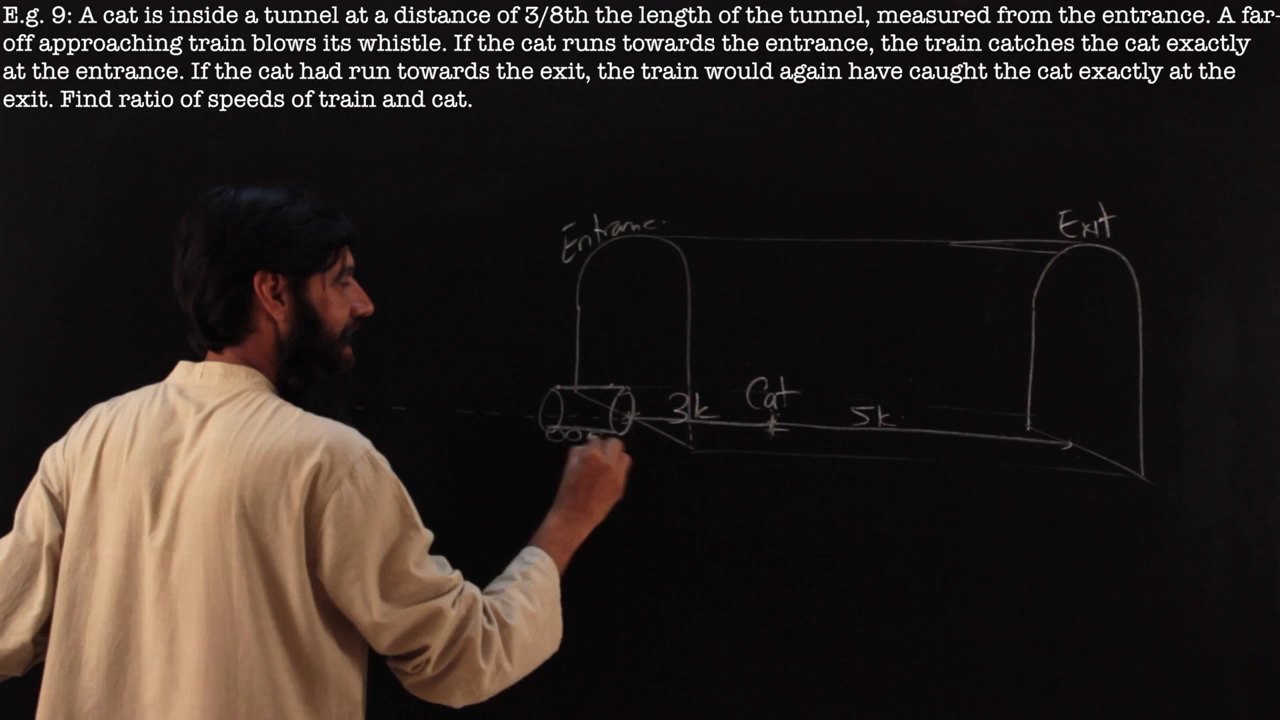 E.g. 9: A cat is inside a tunnel at a distance of 3/8th the length of the tunnel, measured from the entrance. A far-
off approaching train blows its whistle. If the cat runs towards the entrance, the train catches the cat exactly
at the entrance. If the cat had run towards the exit, the train would again have caught the cat exactly at the
exit. Find ratio of speeds of train and cat.
Entrance
Exit
Cat
3k
5k